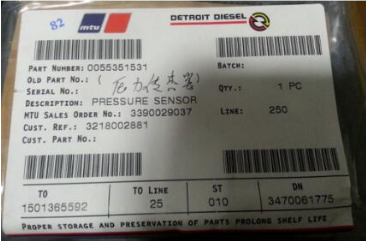 82
mtu
DETROIT DIESEL
PART NUMBER: 0055351531
BATCH:
OLD PART NO.: (压力传感器)
SERIAL NO.:
QTY.: 1 PC
DESCRIPTION: PRESSURE SENSOR
MTU SALES ORDER NO.: 3390029037
LINE: 250
CUST. REF.: 3218002881
CUST. PART NO.:
TO
TO LINE
ST
DN
1501365592
25
010
3470061775
PROPER STORAGE AND PRESERVATION OF PARTS PROLONG SHELF LIFE